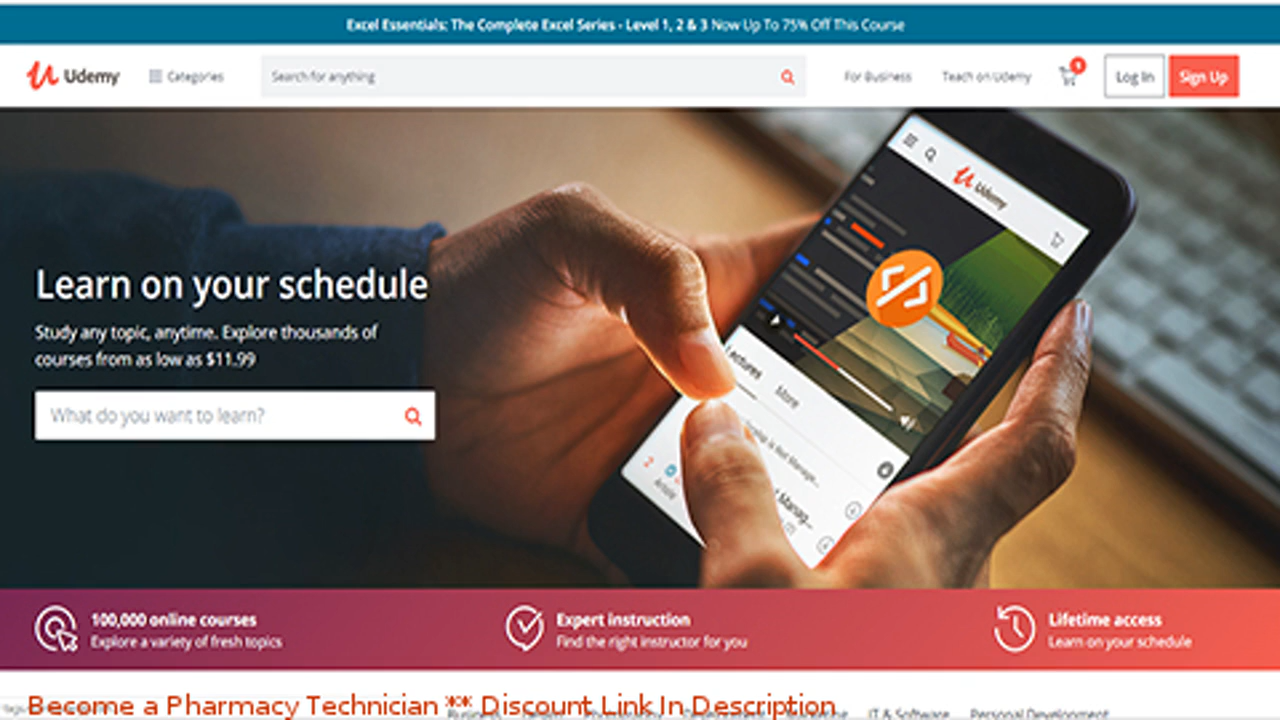 Excel Essentials: The Complete Excel Series - Level 1, 2 & 3 Now Up To 75% Off This Course
Udemy
Categories
Search for anything
For Business
Teach on Udemy
Log In
Sign Up
Udemy
Learn on your schedule
Study any topic, anytime. Explore thousands of
courses from as low as $11.99
What do you want to learn?
Lectures
More
100,000 online courses
Explore a variety of fresh topics
Expert instruction
Find the right instructor for you
Lifetime access
Learn on your schedule
Become a Pharmacy Technician ** Discount Link In Description
IT & Software
Personal Development